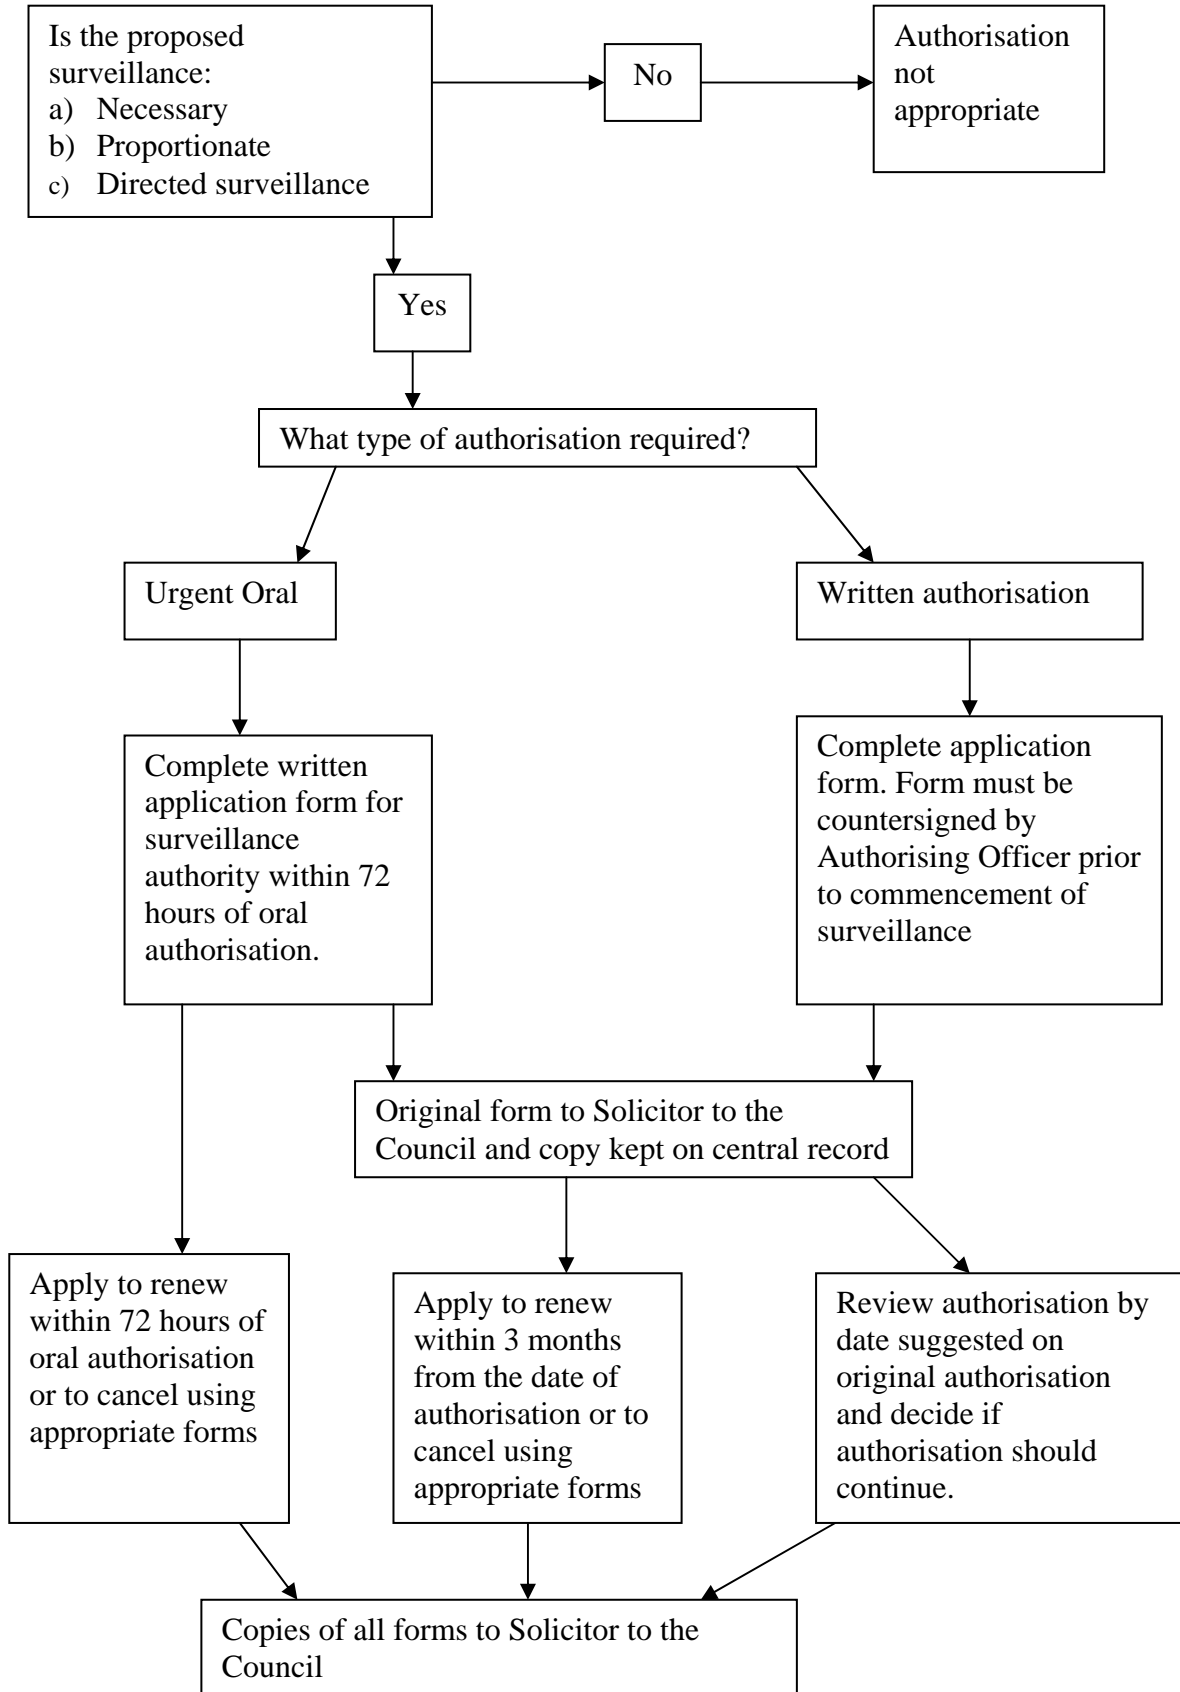 Is the proposed
surveillance:
a) Necessary
b) Proportionate
c) Directed surveillance
No
Authorisation
not
appropriate
Yes
What type of authorisation required?
Urgent Oral
Written authorisation
Complete written
application form for
surveillance
authority within 72
hours of oral
authorisation.
Complete application
form. Form must be
countersigned by
Authorising Officer prior
to commencement of
surveillance
Original form to Solicitor to the
Council and copy kept on central record
Apply to renew
within 72 hours of
oral authorisation
or to cancel using
appropriate forms
Apply to renew
within 3 months
from the date of
authorisation or to
cancel using
appropriate forms
Review authorisation by
date suggested on
original authorisation
and decide if
authorisation should
continue.
Copies of all forms to Solicitor to the
Council